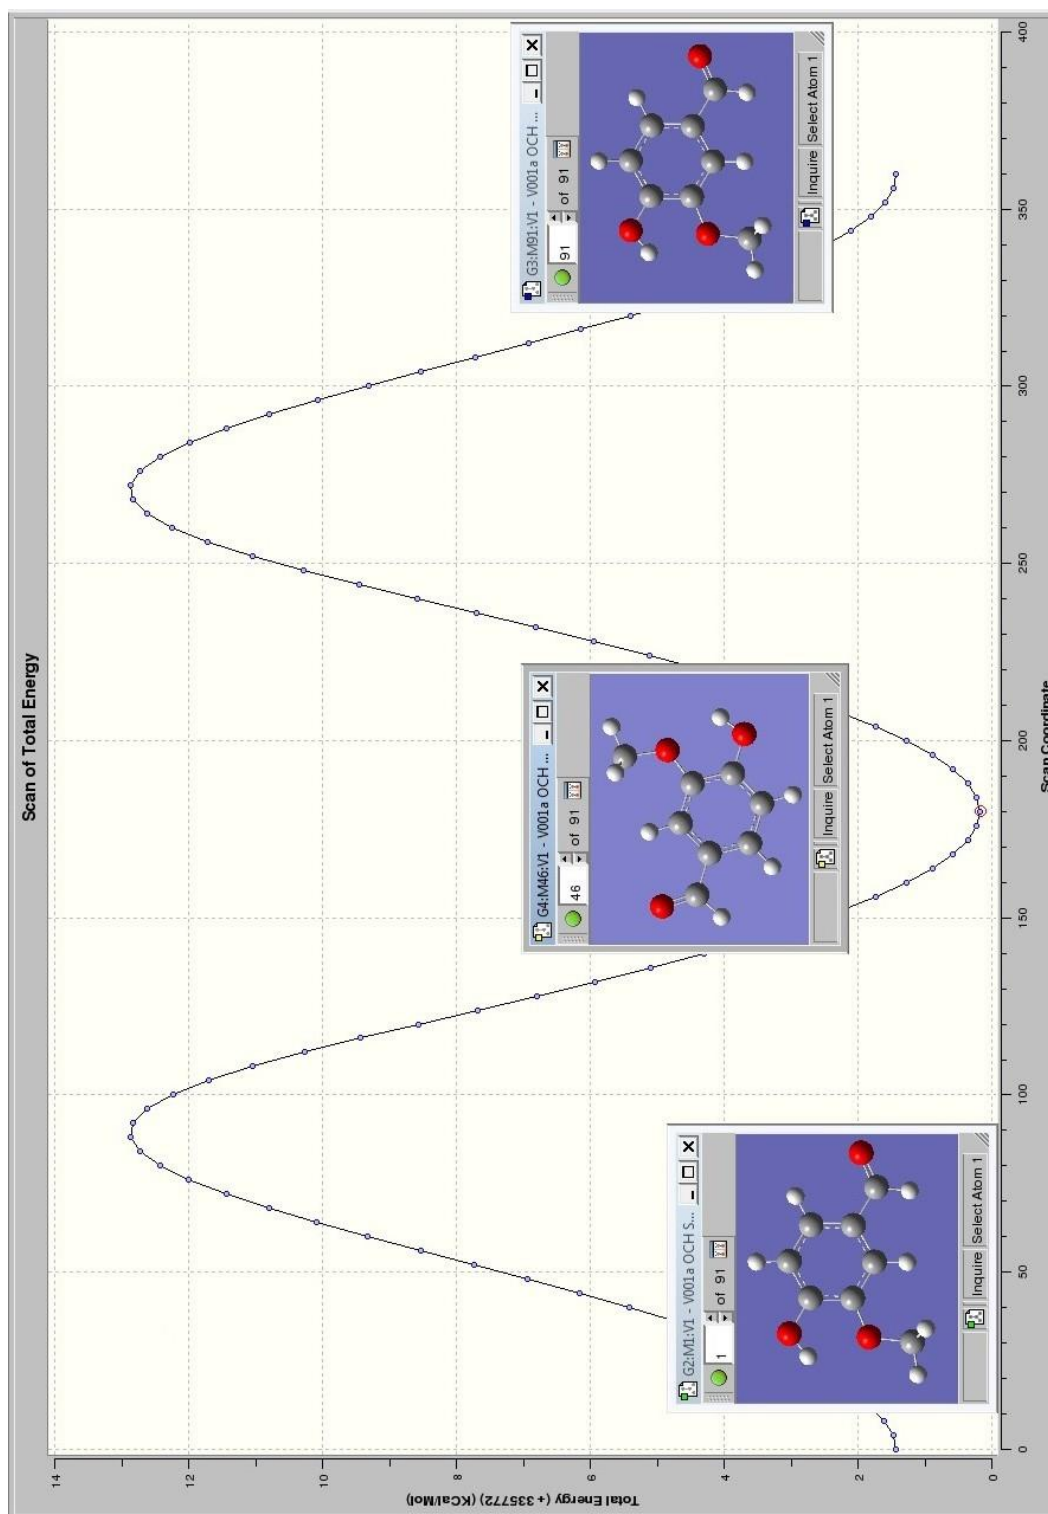 Scan of Total Energy
Total Energy (+335772) (KCal/Mol)
14
12
10
8
6
4
2
0
G2:M1:V1 - V001a OCH S...
1 of 91
Inquire Select Atom 1
G4:M46:V1 - V001a OCH ...
46 of 91
Inquire Select Atom 1
G3:M91:V1 - V001a OCH ...
91 of 91
Inquire Select Atom 1
0
50
100
150
200
250
300
350
400
Scan Coordinate